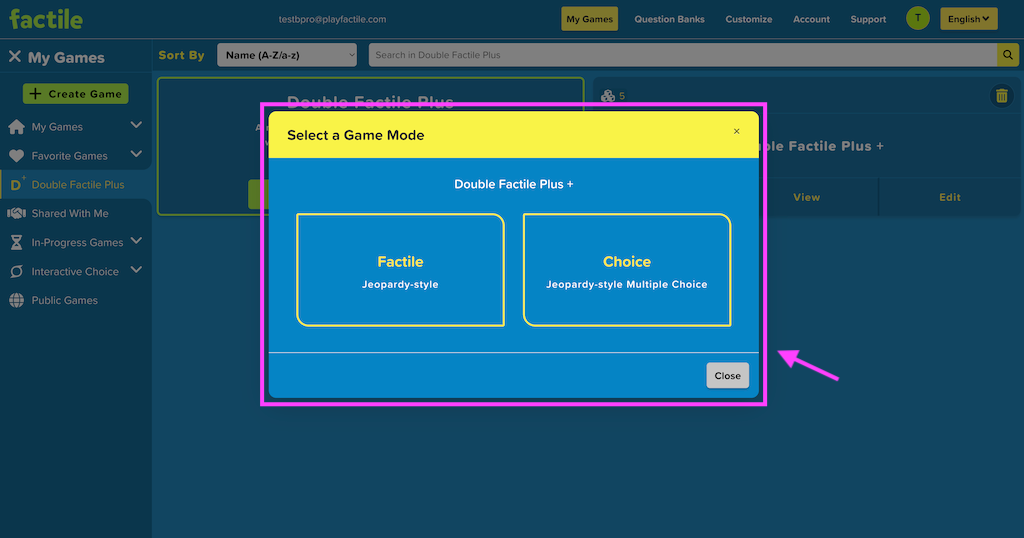 factile
testbpro@playfactile.com
My Games
Question Banks
Customize
Account
Support
T
English
My Games
Sort By
Name (A-Z/a-z)
Search in Double Factile Plus
Create Game
My Games
Favorite Games
D+ Double Factile Plus
Shared With Me
In-Progress Games
Interactive Choice
Public Games
Double Factile Plus
5
Factile Plus +
View
Edit
Select a Game Mode
×
Double Factile Plus +
Factile
Jeopardy-style
Choice
Jeopardy-style Multiple Choice
Close